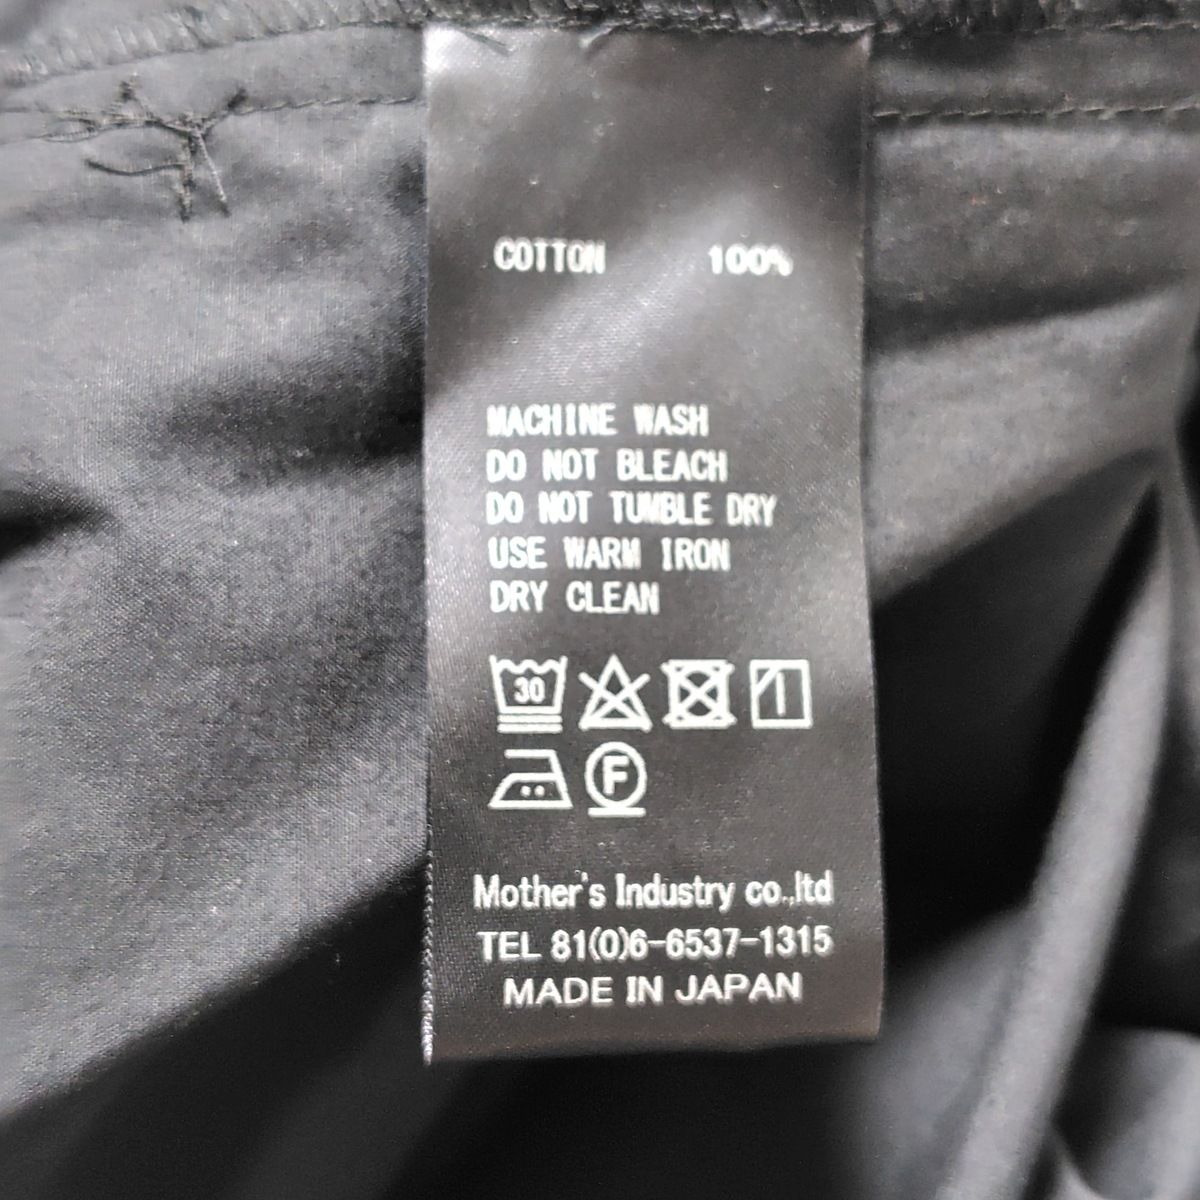 COTTON 100%
MACHINE WASH
DO NOT BLEACH
DO NOT TUMBLE DRY
USE WARM IRON
DRY CLEAN
30
F
Mother's Industry co.,ltd
TEL 81(0)6-6537-1315
MADE IN JAPAN